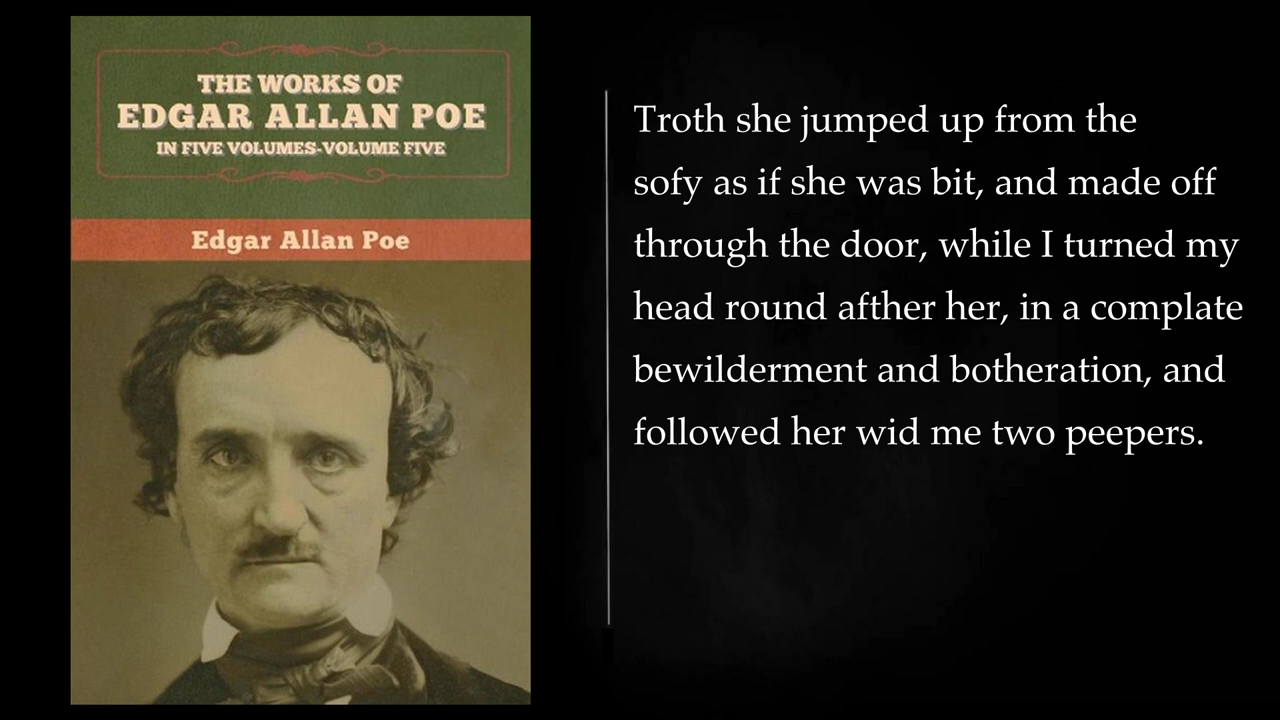 THE WORKS OF
EDGAR ALLAN POE
IN FIVE VOLUMES-VOLUME FIVE
Edgar Allan Poe
Troth she jumped up from the
sofy as if she was bit, and made off
through the door, while I turned my
head round afther her, in a complate
bewilderment and botheration, and
followed her wid me two peepers.